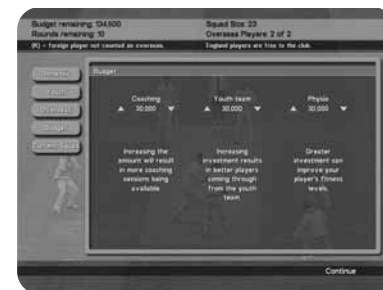 Budget remaining: 134,500
Squad Size: 23
Rounds remaining: 10
Overseas Players: 2 of 2
(K) = foreign player not counted as overseas.
England players are free to the club.
Budget
Coaching
Youth team
Physio
30,000
30,000
30,000
Increasing the
amount will result
in more coaching
sessions being
available.
Increasing
investment results
in better players
coming through
from the youth
team.
Greater
investment can
improve your
player's fitness
levels.
Continue